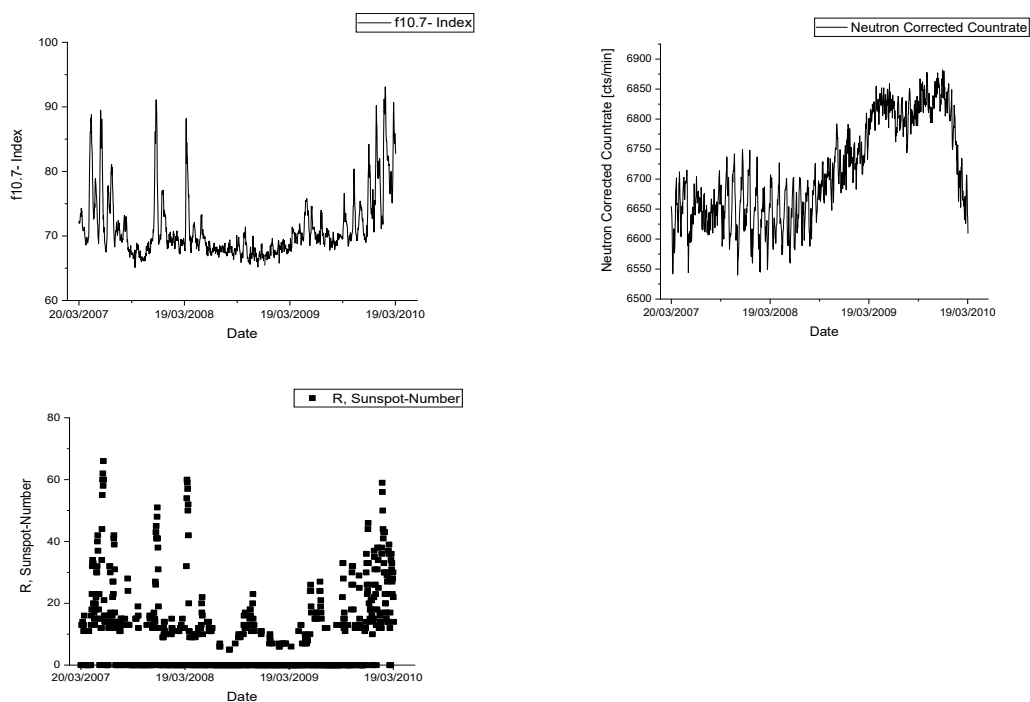 f10.7- Index
100
90
80
70
60
f10.7- Index
20/03/2007 19/03/2008 19/03/2009 19/03/2010
Date
Neutron Corrected Countrate
6900
6850
6800
6750
6700
6650
6600
6550
6500
Neutron Corrected Countrate [cts/min]
20/03/2007 19/03/2008 19/03/2009 19/03/2010
Date
R, Sunspot-Number
80
60
40
20
0
R, Sunspot-Number
20/03/2007 19/03/2008 19/03/2009 19/03/2010
Date